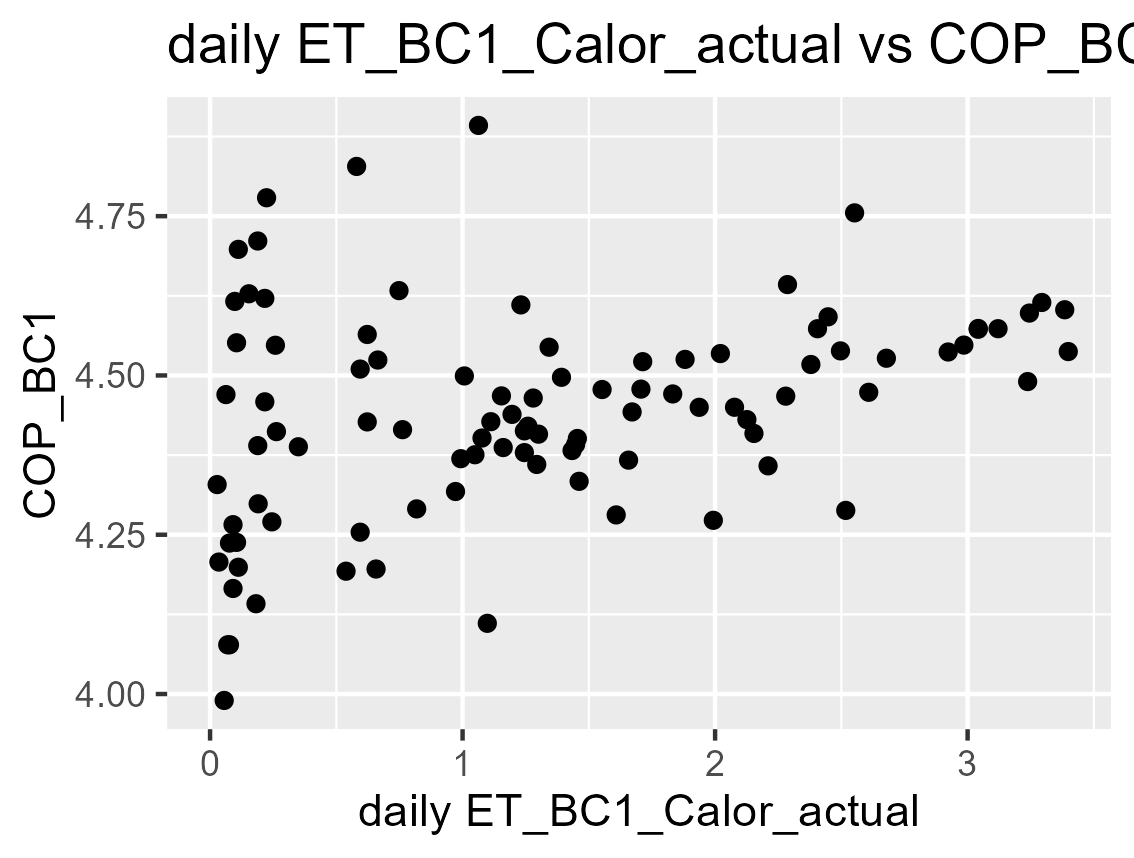 daily ET_BC1_Calor_actual vs COP_BC
4.75
4.50
4.25
4.00
COP_BC1
0 1 2 3
daily ET_BC1_Calor_actual